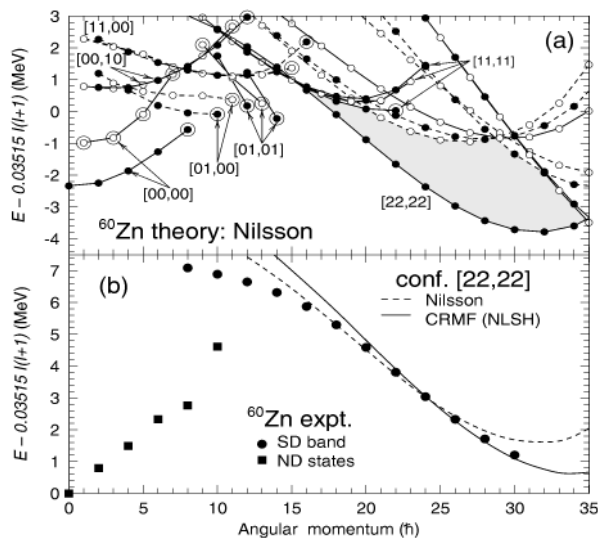 3
2
1
0
-1
-2
-3
-4
E – 0.03515 I(I+1) (MeV)
[11,00]
[00,10]
(a)
[11,11]
[01,01]
[01,00]
[00,00]
[22,22]
60Zn theory: Nilsson
7
6
5
4
3
2
1
0
E – 0.03515 I(I+1) (MeV)
(b)
conf. [22,22]
Nilsson
CRMF (NLSH)
60Zn expt.
SD band
ND states
0 5 10 15 20 25 30 35
Angular momentum (ħ)